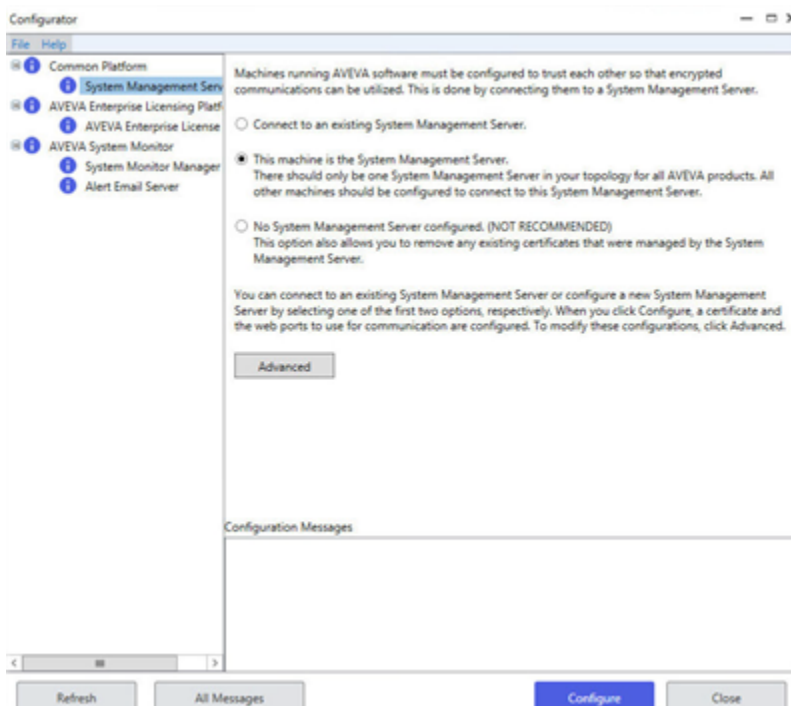 Configurator
File Help
Common Platform
System Management Serv
AVEVA Enterprise Licensing Platf
AVEVA Enterprise License
AVEVA System Monitor
System Monitor Manager
Alert Email Server
Machines running AVEVA software must be configured to trust each other so that encrypted
communications can be utilized. This is done by connecting them to a System Management Server.
Connect to an existing System Management Server.
This machine is the System Management Server.
There should only be one System Management Server in your topology for all AVEVA products. All
other machines should be configured to connect to this System Management Server.
No System Management Server configured. (NOT RECOMMENDED)
This option also allows you to remove any existing certificates that were managed by the System
Management Server.
You can connect to an existing System Management Server or configure a new System Management
Server by selecting one of the first two options, respectively. When you click Configure, a certificate and
the web ports to use for communication are configured. To modify these configurations, click Advanced.
Advanced
Configuration Messages
Refresh
All Messages
Configure
Close